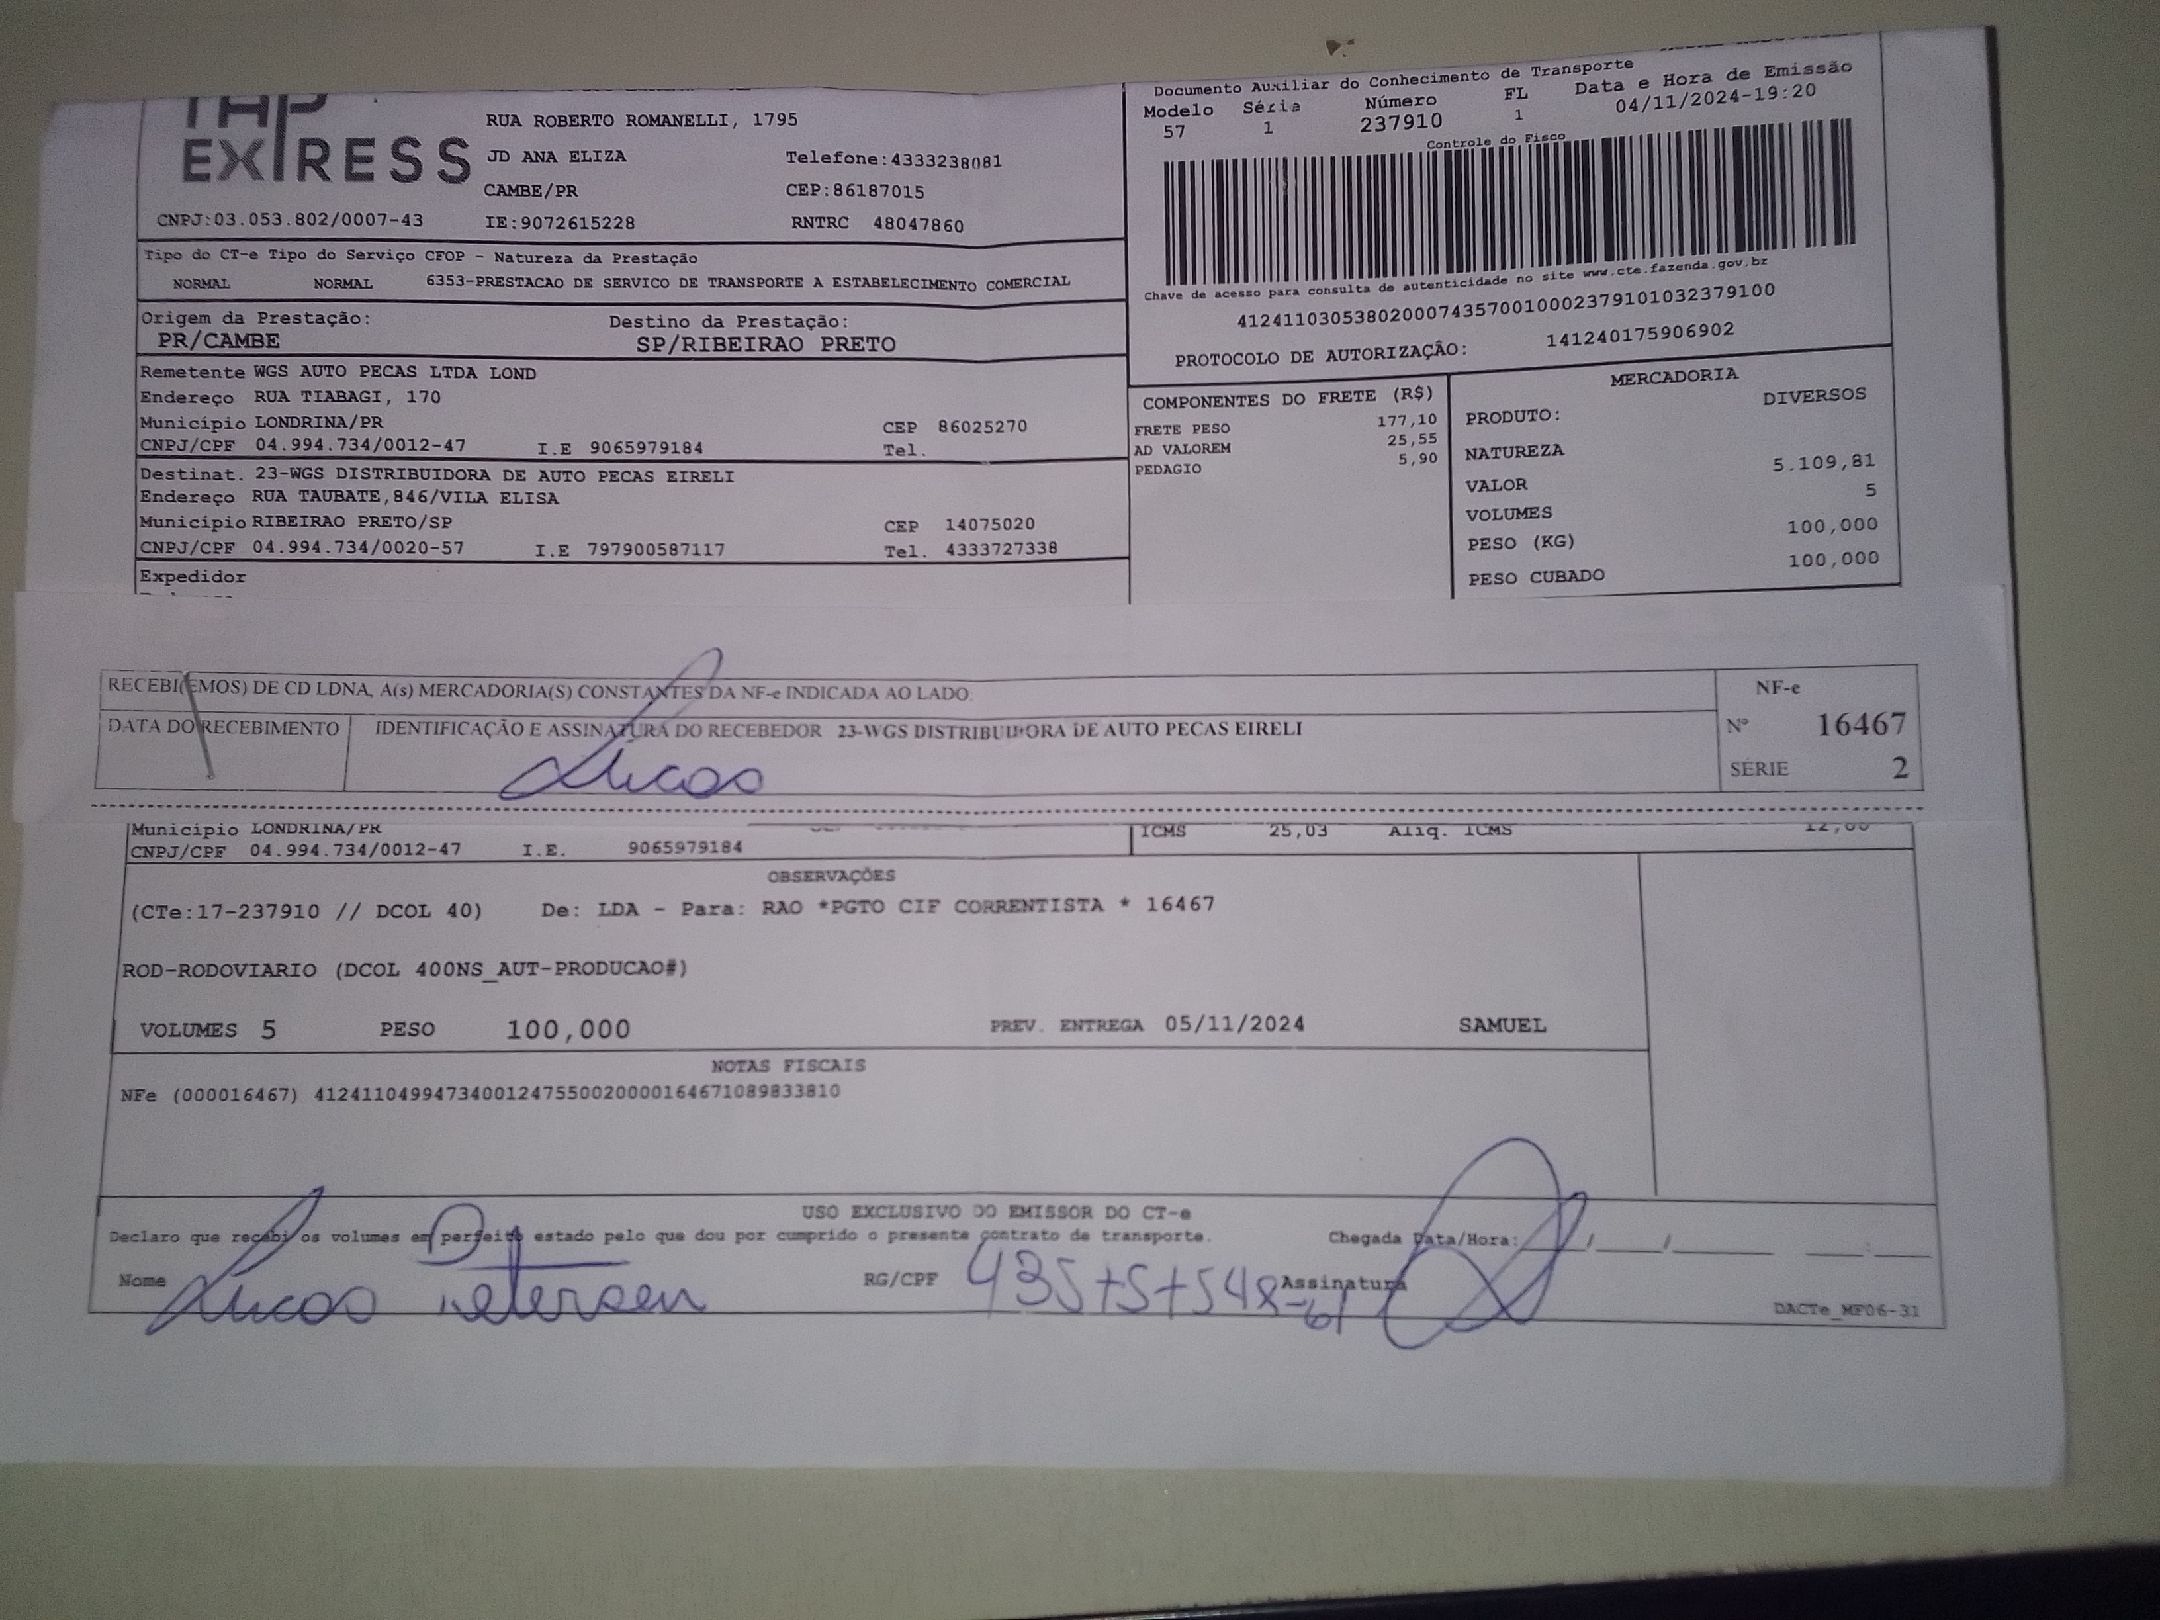 TAP
EXPRESS
RUA ROBERTO ROMANELLI, 1795
JD ANA ELIZA Telefone:4333238081
CAMBE/PR CEP:86187015
CNPJ:03.053.802/0007-43 IE:9072615228 RNTRC 48047860
Documento Auxiliar do Conhecimento de Transporte
Modelo Séria Número FL Data e Hora de Emissão
57 1 237910 1 04/11/2024-19:20
Controle do Fisco
Chave de acesso para consulta de autenticidade no site www.cte.fazenda.gov.br
41241103053802000743570010002379101032379100
PROTOCOLO DE AUTORIZAÇÃO: 141240175906902
Tipo do CT-e Tipo do Serviço CFOP - Natureza da Prestação
NORMAL NORMAL 6353-PRESTACAO DE SERVICO DE TRANSPORTE A ESTABELECIMENTO COMERCIAL
Origem da Prestação: Destino da Prestação:
PR/CAMBE SP/RIBEIRAO PRETO
Remetente WGS AUTO PECAS LTDA LOND
Endereço RUA TIABAGI, 170
Município LONDRINA/PR CEP 86025270
CNPJ/CPF 04.994.734/0012-47 I.E 9065979184 Tel.
Destinat. 23-WGS DISTRIBUIDORA DE AUTO PECAS EIRELI
Endereço RUA TAUBATE,846/VILA ELISA
Município RIBEIRAO PRETO/SP CEP 14075020
CNPJ/CPF 04.994.734/0020-57 I.E 797900587117 Tel. 4333727338
Expedidor
COMPONENTES DO FRETE (R$)
FRETE PESO 177,10
AD VALOREM 25,55
PEDAGIO 5,90
MERCADORIA
PRODUTO: DIVERSOS
NATUREZA
VALOR 5.109,81
VOLUMES 5
PESO (KG) 100,000
PESO CUBADO 100,000
RECEBI(EMOS) DE CD LDNA, A(s) MERCADORIA(S) CONSTANTES DA NF-e INDICADA AO LADO.
DATA DO RECEBIMENTO IDENTIFICAÇÃO E ASSINATURA DO RECEBEDOR 23-WGS DISTRIBUIDORA DE AUTO PECAS EIRELI
Lucas
NF-e
Nº 16467
SÉRIE 2
Município LONDRINA/PR
CNPJ/CPF 04.994.734/0012-47 I.E. 9065979184
ICMS 25,03 Aliq. ICMS 12,00
OBSERVAÇÕES
(CTe:17-237910 // DCOL 40) De: LDA - Para: RAO *PGTO CIF CORRENTISTA * 16467
ROD-RODOVIARIO (DCOL 400NS_AUT-PRODUCAO#)
VOLUMES 5 PESO 100,000 PREV. ENTREGA 05/11/2024 SAMUEL
NOTAS FISCAIS
NFe (000016467) 41241104994734001247550020000164671089833810
USO EXCLUSIVO DO EMISSOR DO CT-e
Declaro que recebi os volumes em perfeito estado pelo que dou por cumprido o presente contrato de transporte. Chegada Data/Hora: ____/____/______ ____:____
Nome Lucas Petersen RG/CPF Assinatura
DACTe_MF06-31